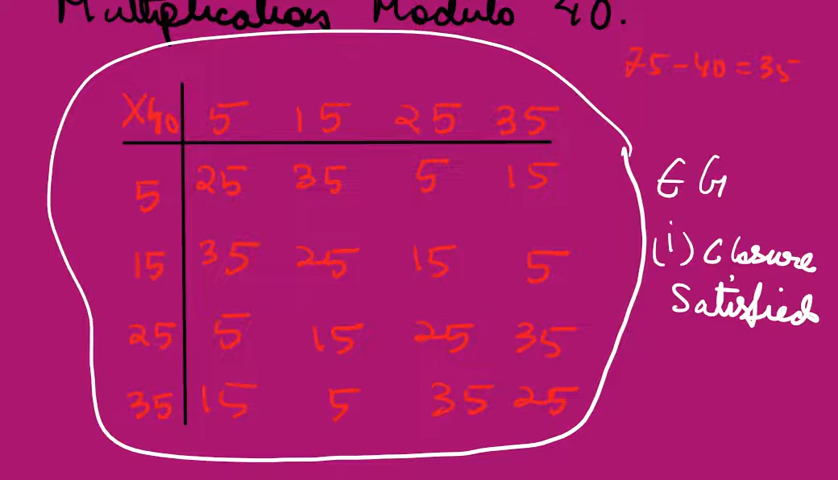 Multiplication Modulo 40.
75 - 40 = 35
X40 5 15 25 35
5 25 35 5 15
15 35 25 15 5
25 5 15 25 35
35 15 5 35 25
∈ G
(i) Closure
Satisfied